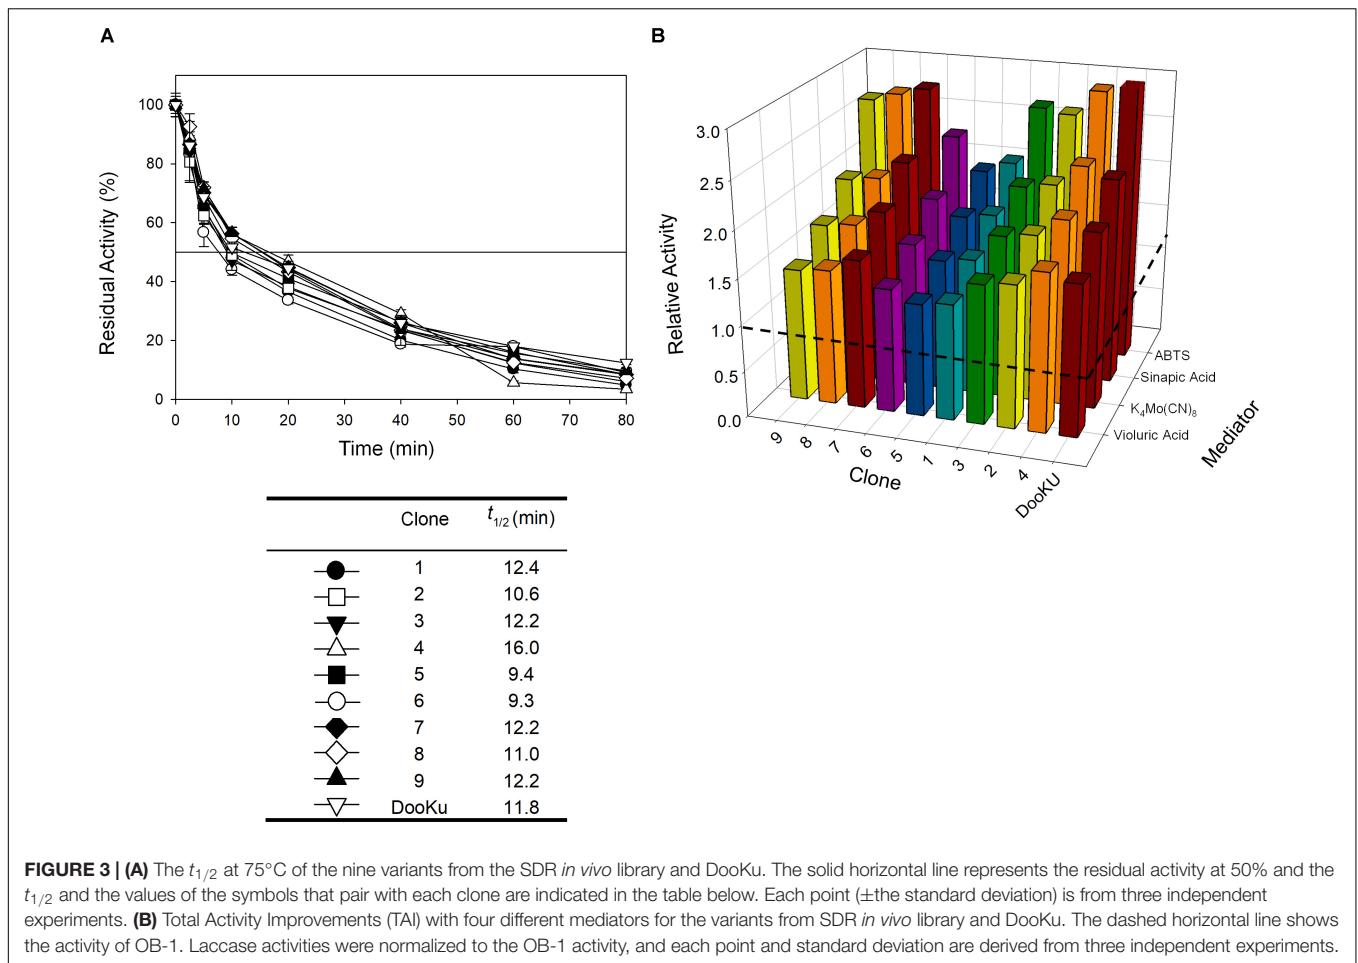 A
B
100
80
60
40
20
0
Residual Activity (%)
0 10 20 30 40 50 60 70 80
Time (min)
3.0
2.5
2.0
1.5
1.0
0.5
0.0
Relative Activity
9 8 7 6 5 1 3 2 4 DooKU
Clone
ABTS
Sinapic Acid
K4Mo(CN)8
Violuric Acid
Mediator
Clone t1/2 (min)
1 12.4
2 10.6
3 12.2
4 16.0
5 9.4
6 9.3
7 12.2
8 11.0
9 12.2
DooKu 11.8
FIGURE 3 | (A) The t1/2 at 75°C of the nine variants from the SDR in vivo library and DooKu. The solid horizontal line represents the residual activity at 50% and the
t1/2 and the values of the symbols that pair with each clone are indicated in the table below. Each point (±the standard deviation) is from three independent
experiments. (B) Total Activity Improvements (TAI) with four different mediators for the variants from SDR in vivo library and DooKu. The dashed horizontal line shows
the activity of OB-1. Laccase activities were normalized to the OB-1 activity, and each point and standard deviation are derived from three independent experiments.